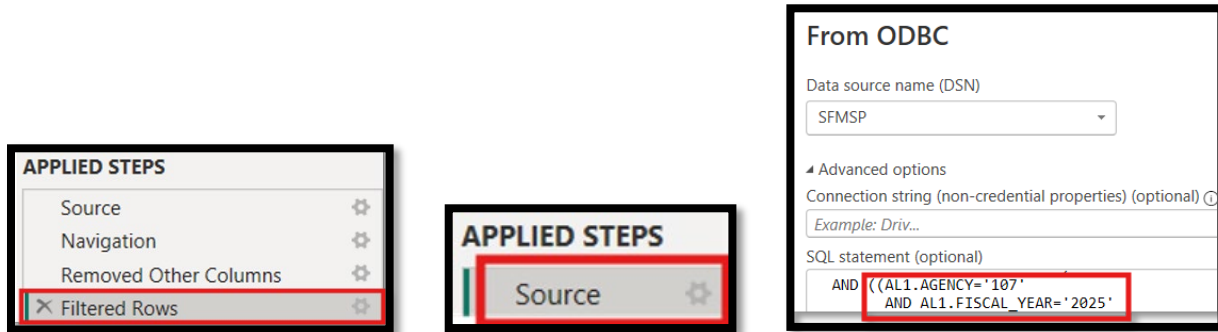 APPLIED STEPS
Source
Navigation
Removed Other Columns
Filtered Rows
APPLIED STEPS
Source
From ODBC
Data source name (DSN)
SFMSP
Advanced options
Connection string (non-credential properties) (optional)
Example: Driv...
SQL statement (optional)
AND ((AL1.AGENCY='107'
AND AL1.FISCAL_YEAR='2025'